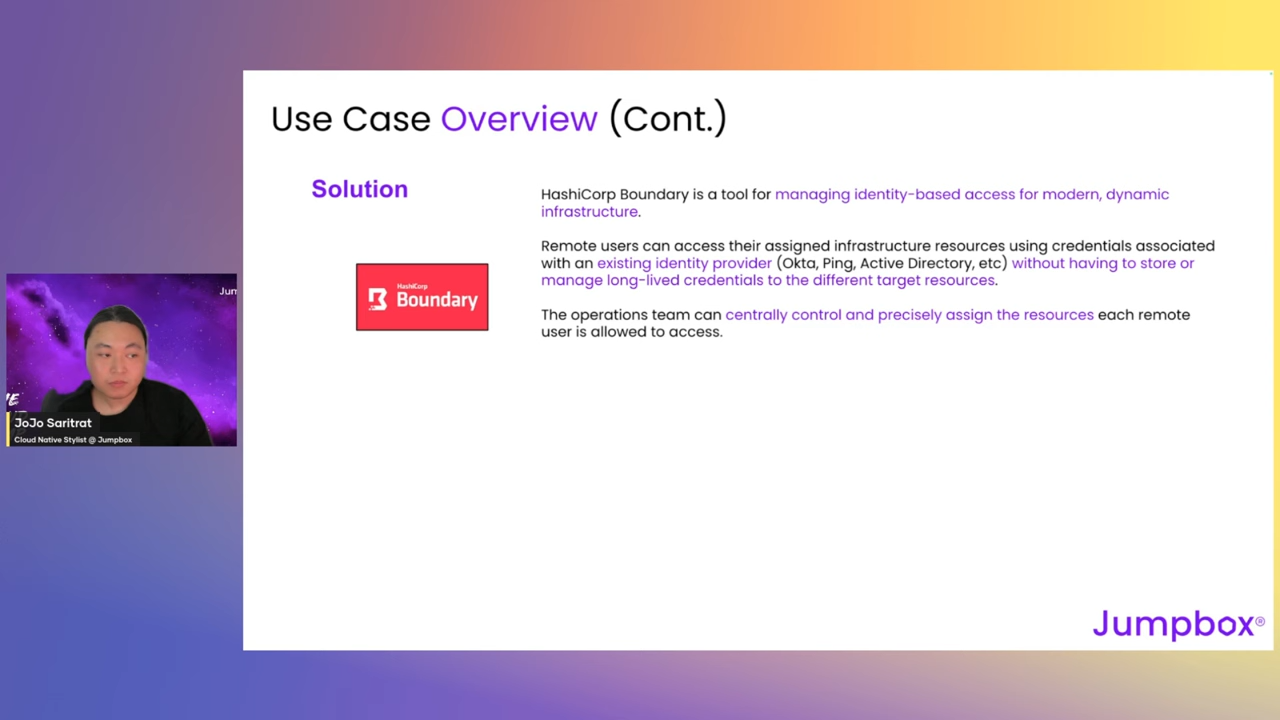 Use Case Overview (Cont.)
Solution
HashiCorp Boundary is a tool for managing identity-based access for modern, dynamic
infrastructure.
Remote users can access their assigned infrastructure resources using credentials associated
with an existing identity provider (Okta, Ping, Active Directory, etc) without having to store or
manage long-lived credentials to the different target resources.
The operations team can centrally control and precisely assign the resources each remote
user is allowed to access.
HashiCorp
Boundary
Jum
JoJo Saritrat
Cloud Native Stylist @ Jumpbox
Jumpbox®